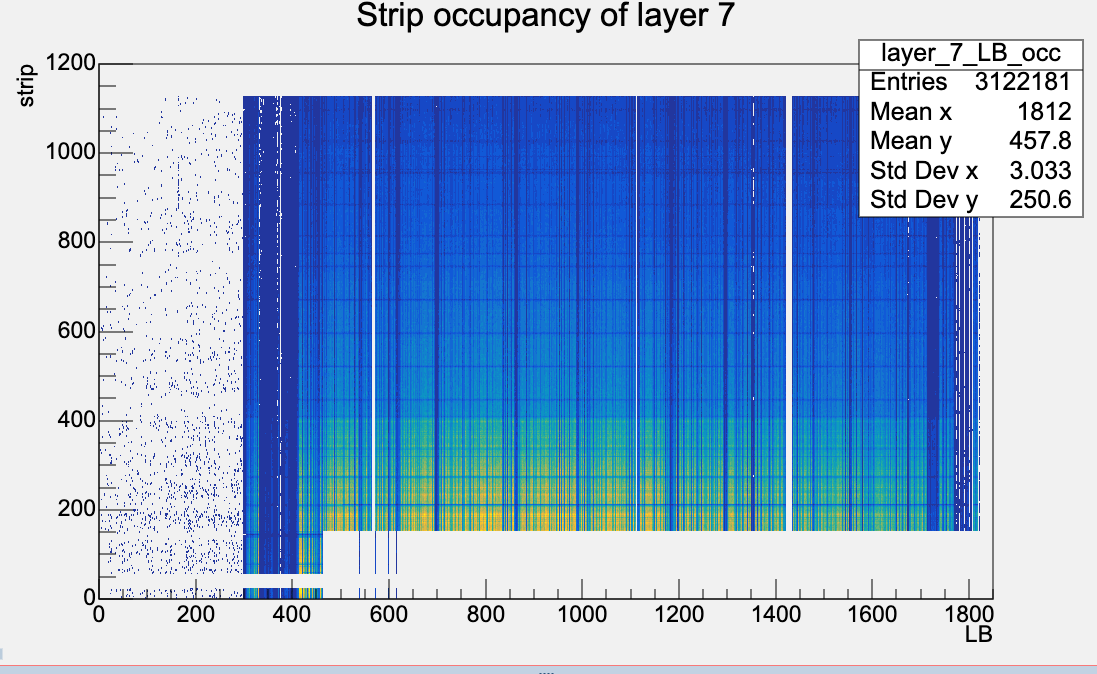 Strip occupancy of layer 7
layer_7_LB_occ
Entries 3122181
Mean x 1812
Mean y 457.8
Std Dev x 3.033
Std Dev y 250.6
strip
1200
1000
800
600
400
200
0
0 200 400 600 800 1000 1200 1400 1600 1800
LB